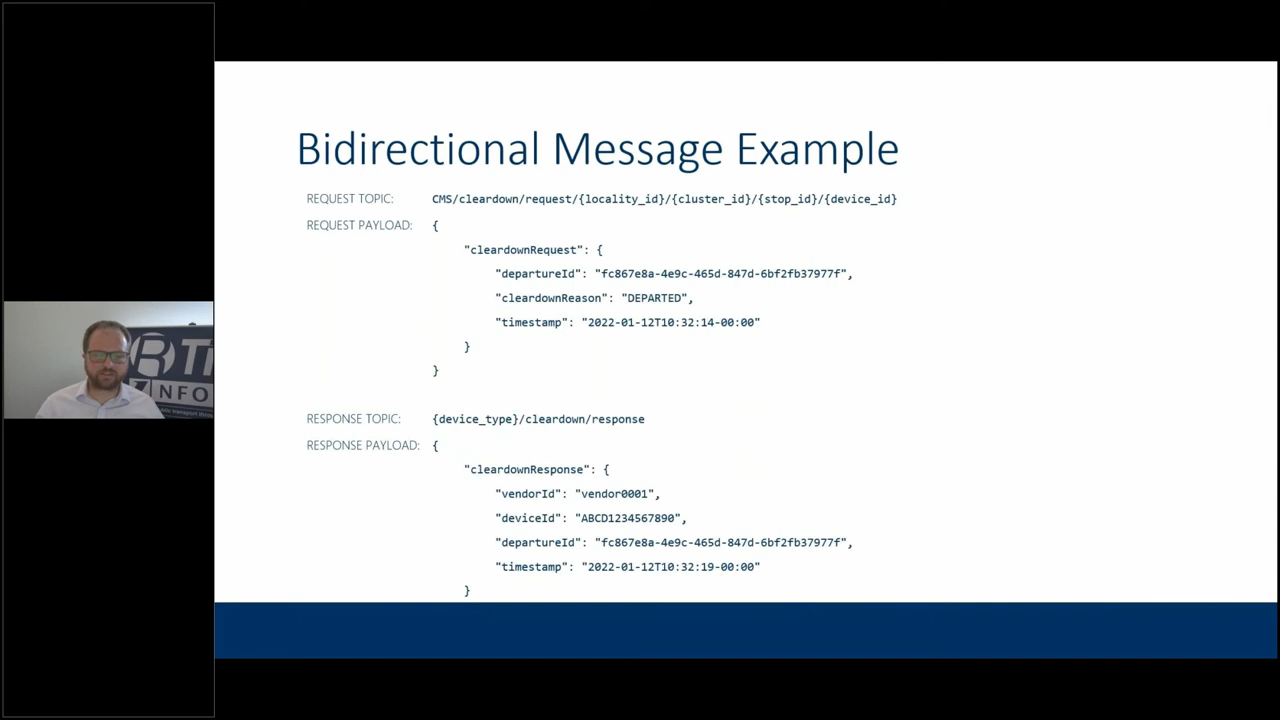 Bidirectional Message Example
REQUEST TOPIC: CMS/cleardown/request/{locality_id}/{cluster_id}/{stop_id}/{device_id}
REQUEST PAYLOAD: {
"cleardownRequest": {
"departureId": "fc867e8a-4e9c-465d-847d-6bf2fb37977f",
"cleardownReason": "DEPARTED",
"timestamp": "2022-01-12T10:32:14-00:00"
}
}
RESPONSE TOPIC: {device_type}/cleardown/response
RESPONSE PAYLOAD: {
"cleardownResponse": {
"vendorId": "vendor0001",
"deviceId": "ABCD1234567890",
"departureId": "fc867e8a-4e9c-465d-847d-6bf2fb37977f",
"timestamp": "2022-01-12T10:32:19-00:00"
}
RTI
INFO
transport